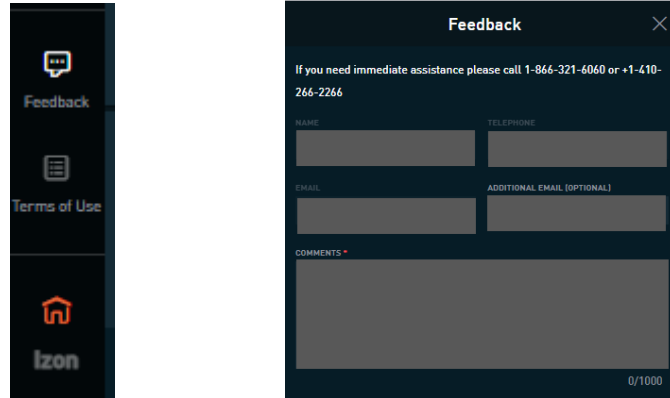 Feedback
Terms of Use
Izon
Feedback
If you need immediate assistance please call 1-866-321-6060 or +1-410-
266-2266
NAME
TELEPHONE
EMAIL
ADDITIONAL EMAIL (OPTIONAL)
COMMENTS *
0/1000